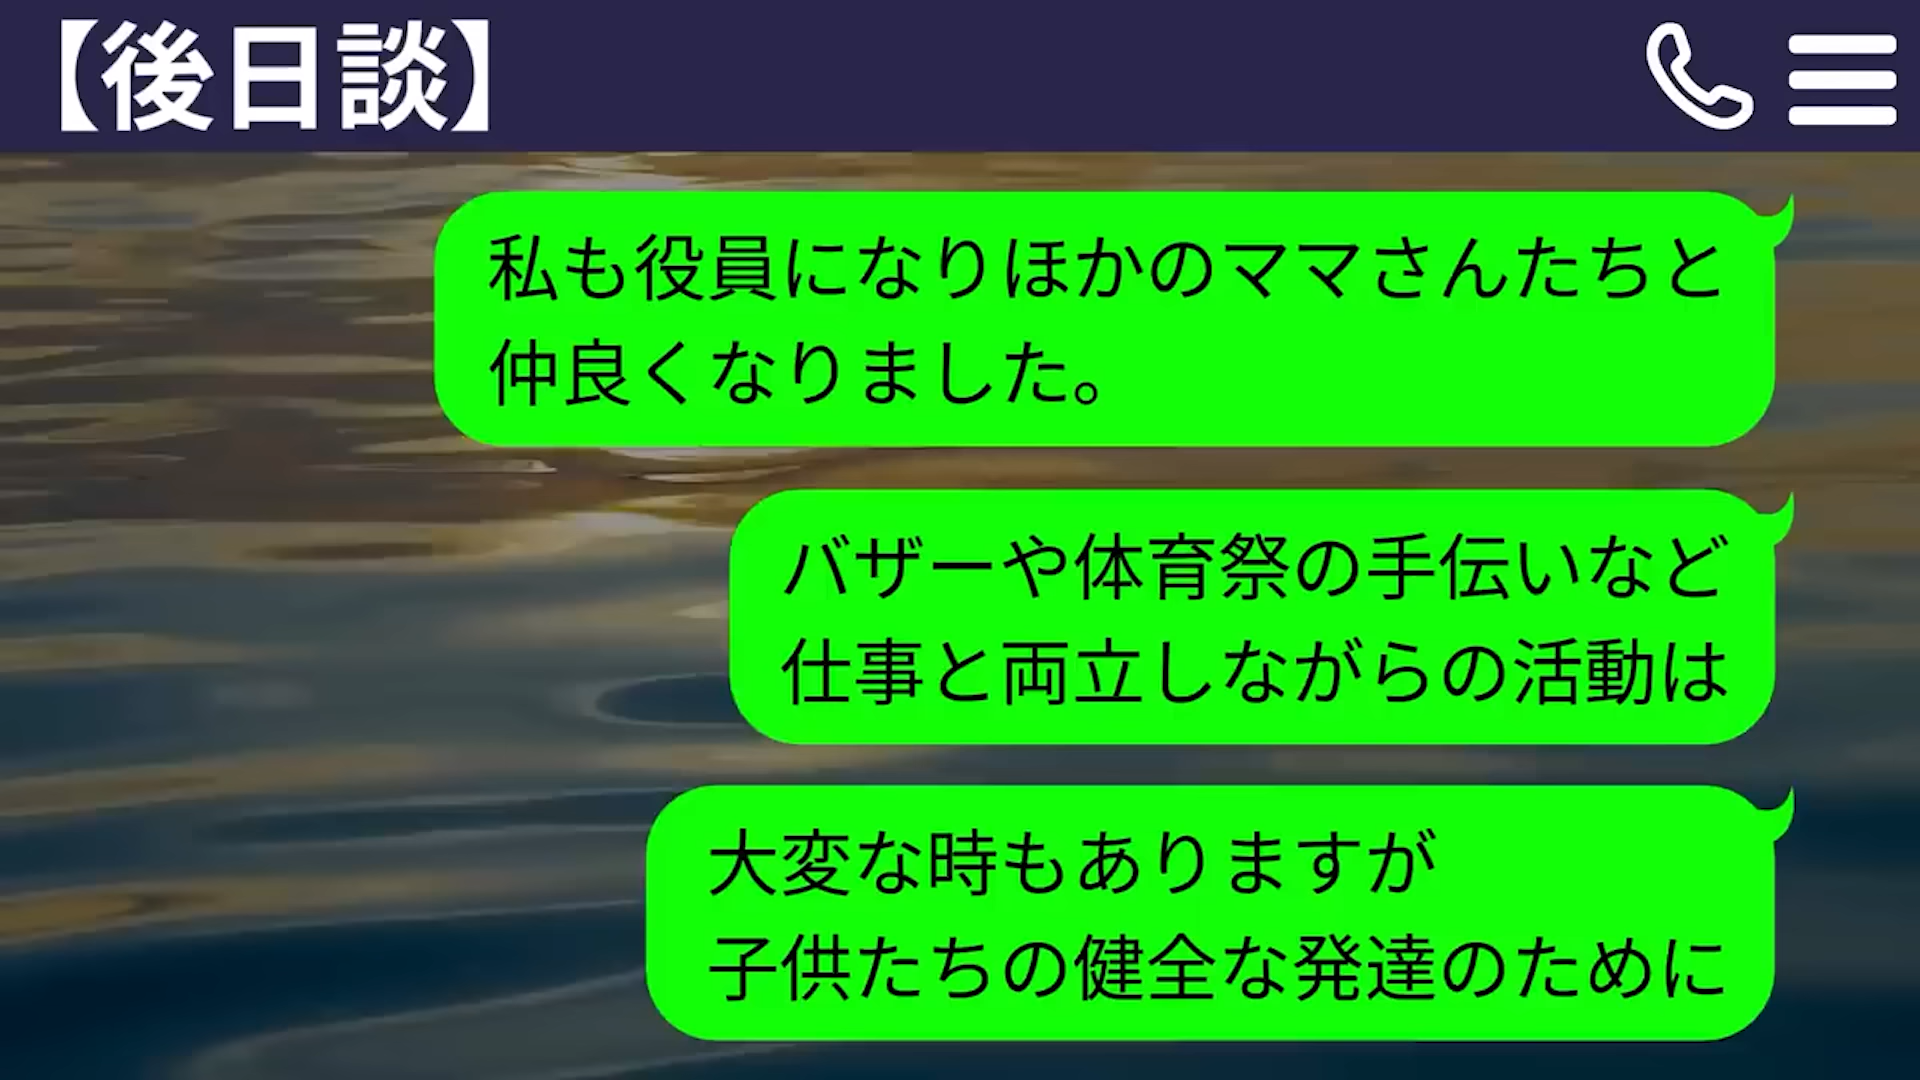 【後日談】
私も役員になりほかのママさんたちと
仲良くなりました。
バザーや体育祭の手伝いなど
仕事と両立しながらの活動は
大変な時もありますが
子供たちの健全な発達のために